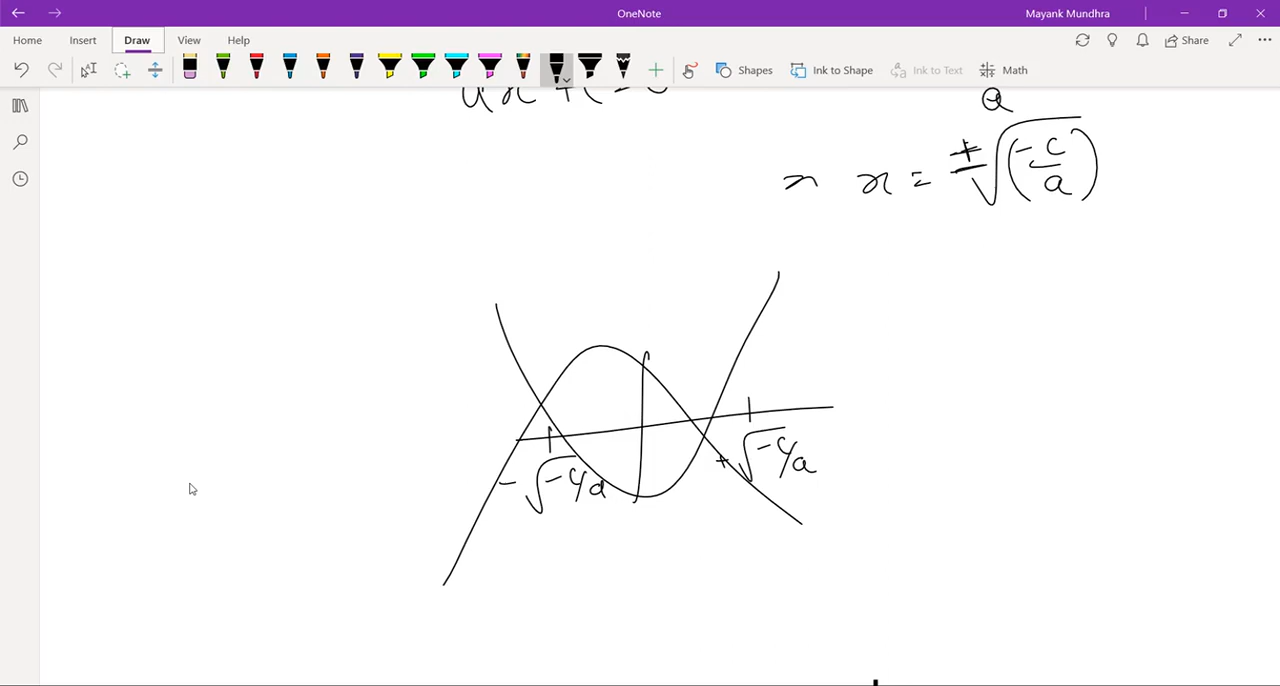 OneNote
Mayank Mundhra
Home Insert Draw View Help
Share
Shapes Ink to Shape Ink to Text Math
a
x = ±√(-c/a)
-√-c/a
+√-c/a